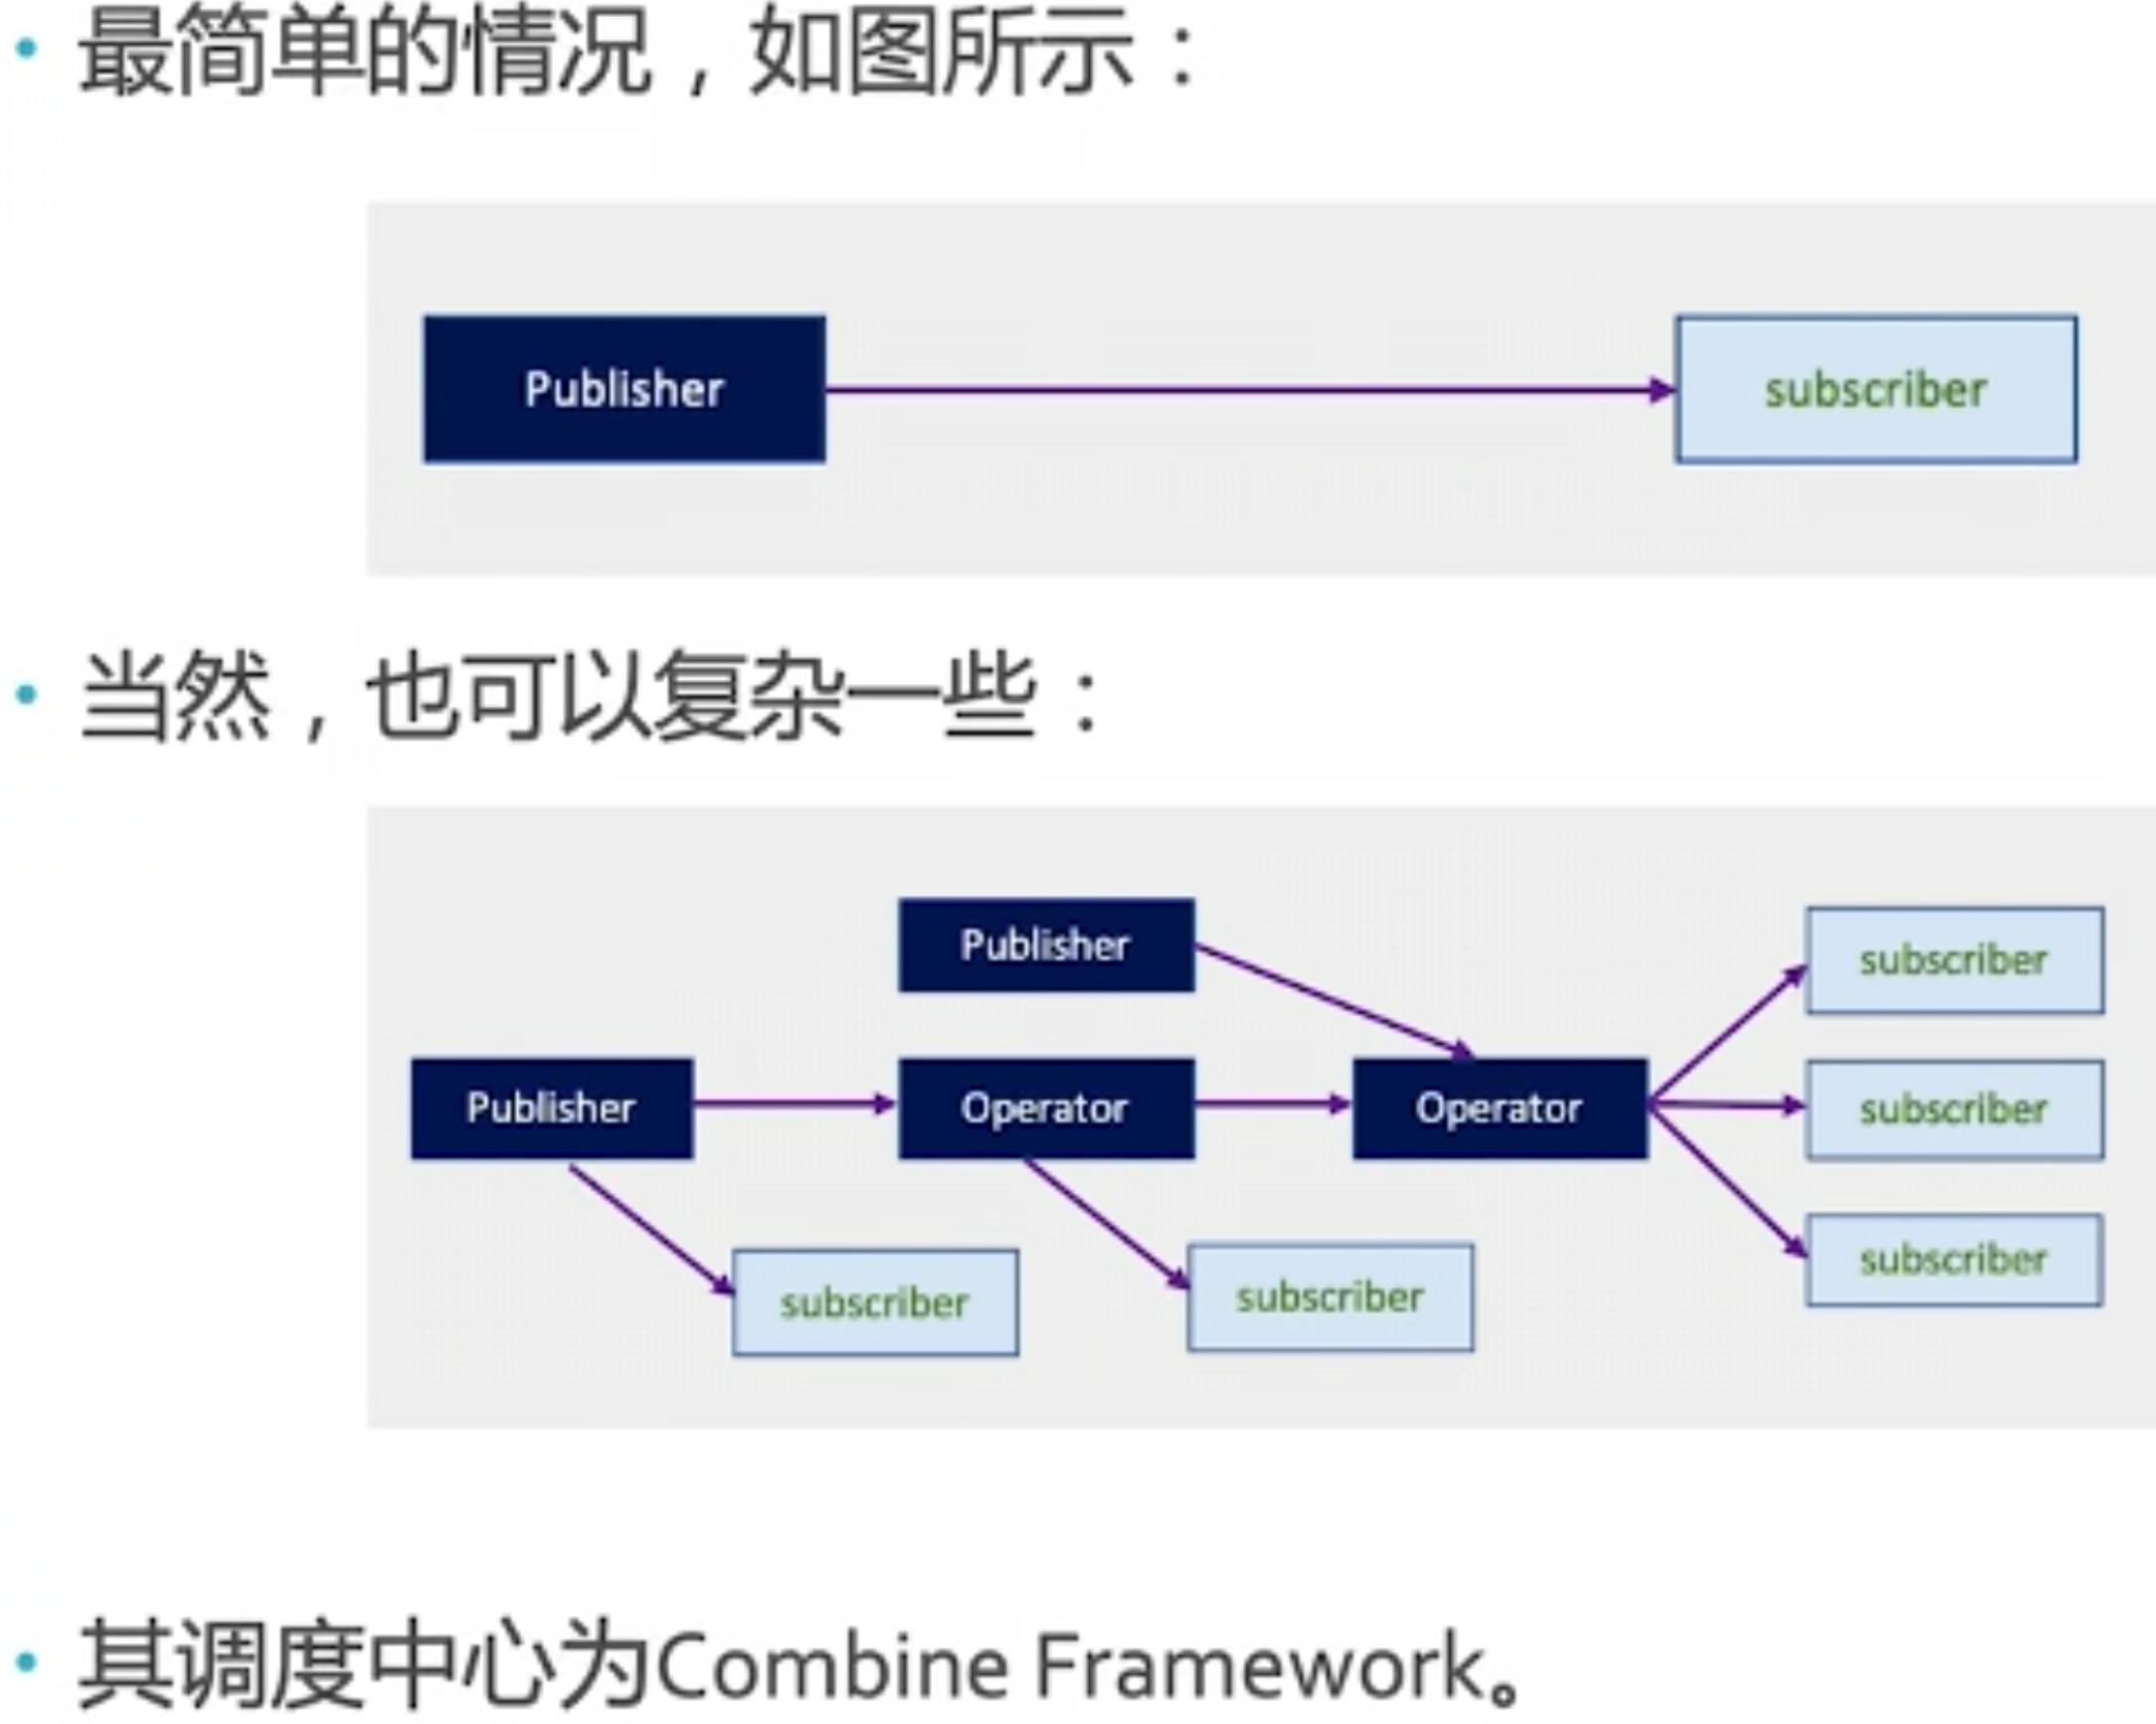 最简单的情况，如图所示：
Publisher
subscriber
当然，也可以复杂一些：
Publisher
subscriber
Publisher
Operator
Operator
subscriber
subscriber
subscriber
subscriber
其调度中心为Combine Framework。